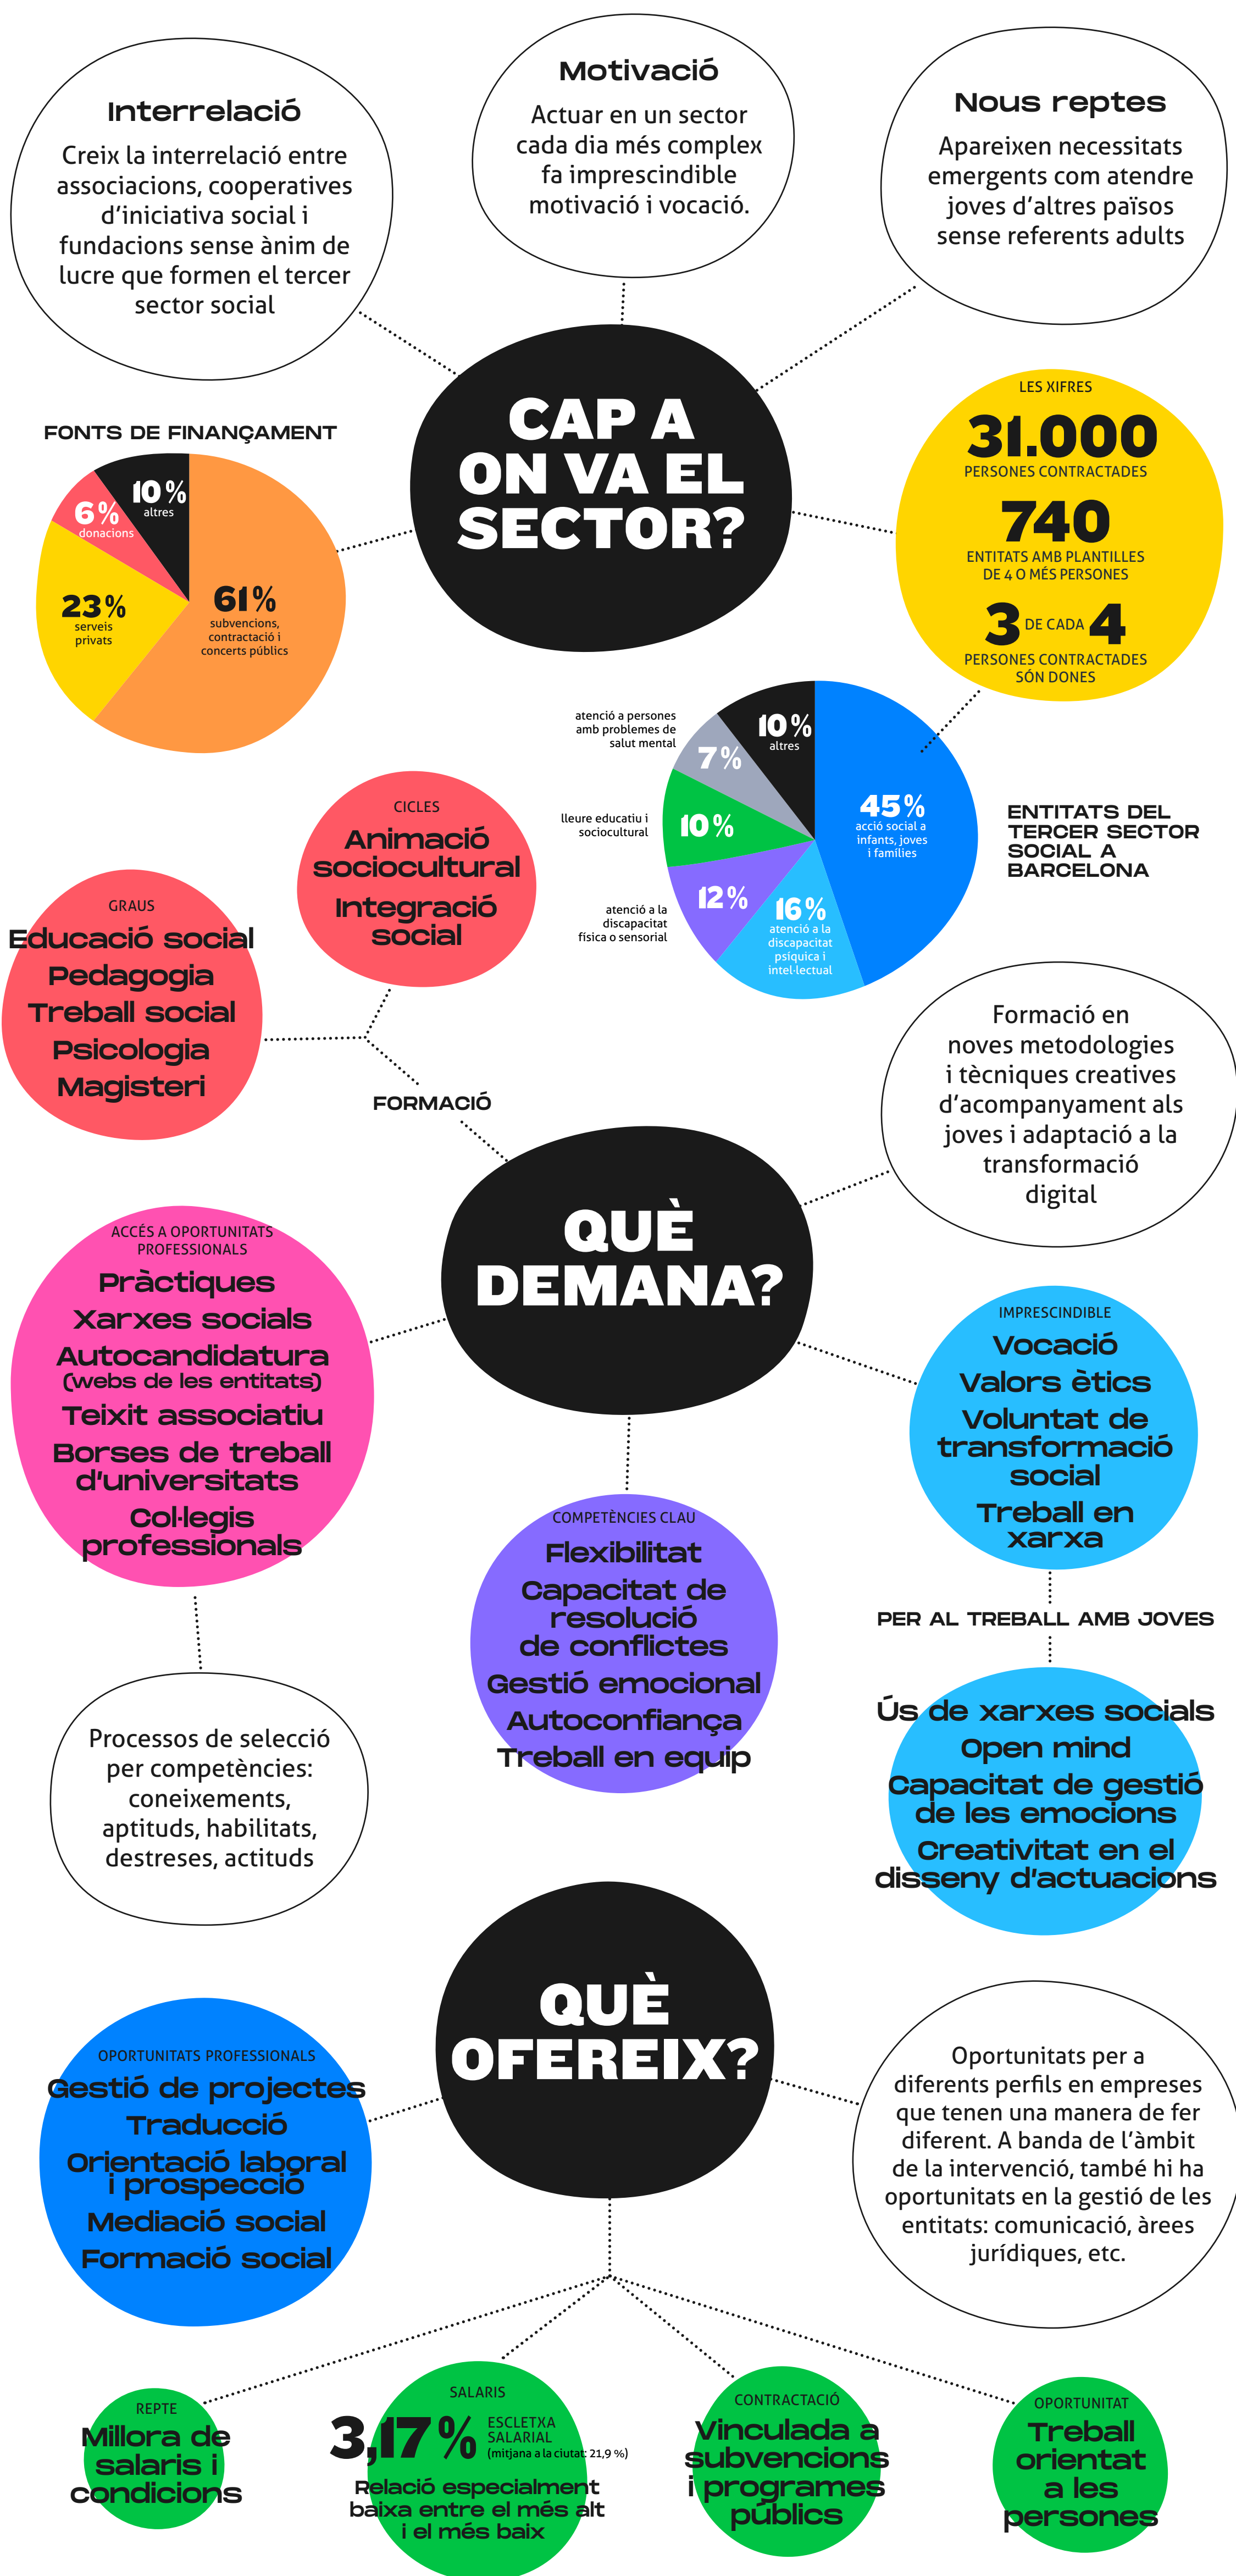 Interrelació
Creix la interrelació entre
associacions, cooperatives
d'iniciativa social i
fundacions sense ànim de
lucre que formen el tercer
sector social
Motivació
Actuar en un sector
cada dia més complex
fa imprescindible
motivació i vocació.
Nous reptes
Apareixen necessitats
emergents com atendre
joves d'altres països
sense referents adults
CAP A
ON VA EL
SECTOR?
FONTS DE FINANÇAMENT
10 %
altres
6 %
donacions
23 %
serveis
privats
61 %
subvencions,
contractació i
concerts públics
LES XIFRES
31.000
PERSONES CONTRACTADES
740
ENTITATS AMB PLANTILLES
DE 4 O MÉS PERSONES
3 DE CADA 4
PERSONES CONTRACTADES
SÓN DONES
atenció a persones
amb problemes de
salut mental
7 %
10 %
altres
lleure educatiu i
sociocultural
10 %
45 %
acció social a
infants, joves
i famílies
atenció a la
discapacitat
física o sensorial
12 %
16 %
atenció a la
discapacitat
psíquica i
intel·lectual
ENTITATS DEL
TERCER SECTOR
SOCIAL A
BARCELONA
CICLES
Animació
sociocultural
Integració
social
GRAUS
Educació social
Pedagogia
Treball social
Psicologia
Magisteri
FORMACIÓ
Formació en
noves metodologies
i tècniques creatives
d'acompanyament als
joves i adaptació a la
transformació
digital
QUÈ
DEMANA?
ACCÉS A OPORTUNITATS
PROFESSIONALS
Pràctiques
Xarxes socials
Autocandidatura
(webs de les entitats)
Teixit associatiu
Borses de treball
d'universitats
Col·legis
professionals
IMPRESCINDIBLE
Vocació
Valors ètics
Voluntat de
transformació
social
Treball en
xarxa
COMPETÈNCIES CLAU
Flexibilitat
Capacitat de
resolució
de conflictes
Gestió emocional
Autoconfiança
Treball en equip
PER AL TREBALL AMB JOVES
Ús de xarxes socials
Open mind
Capacitat de gestió
de les emocions
Creativitat en el
disseny d'actuacions
Processos de selecció
per competències:
coneixements,
aptituds, habilitats,
destreses, actituds
QUÈ
OFEREIX?
OPORTUNITATS PROFESSIONALS
Gestió de projectes
Traducció
Orientació laboral
i prospecció
Mediació social
Formació social
Oportunitats per a
diferents perfils en empreses
que tenen una manera de fer
diferent. A banda de l'àmbit
de la intervenció, també hi ha
oportunitats en la gestió de les
entitats: comunicació, àrees
jurídiques, etc.
REPTE
Millora de
salaris i
condicions
SALARIS
3,17 % ESCLETXA
SALARIAL
(mitjana a la ciutat: 21,9 %)
Relació especialment
baixa entre el més alt
i el més baix
CONTRACTACIÓ
Vinculada a
subvencions
i programes
públics
OPORTUNITAT
Treball
orientat
a les
persones